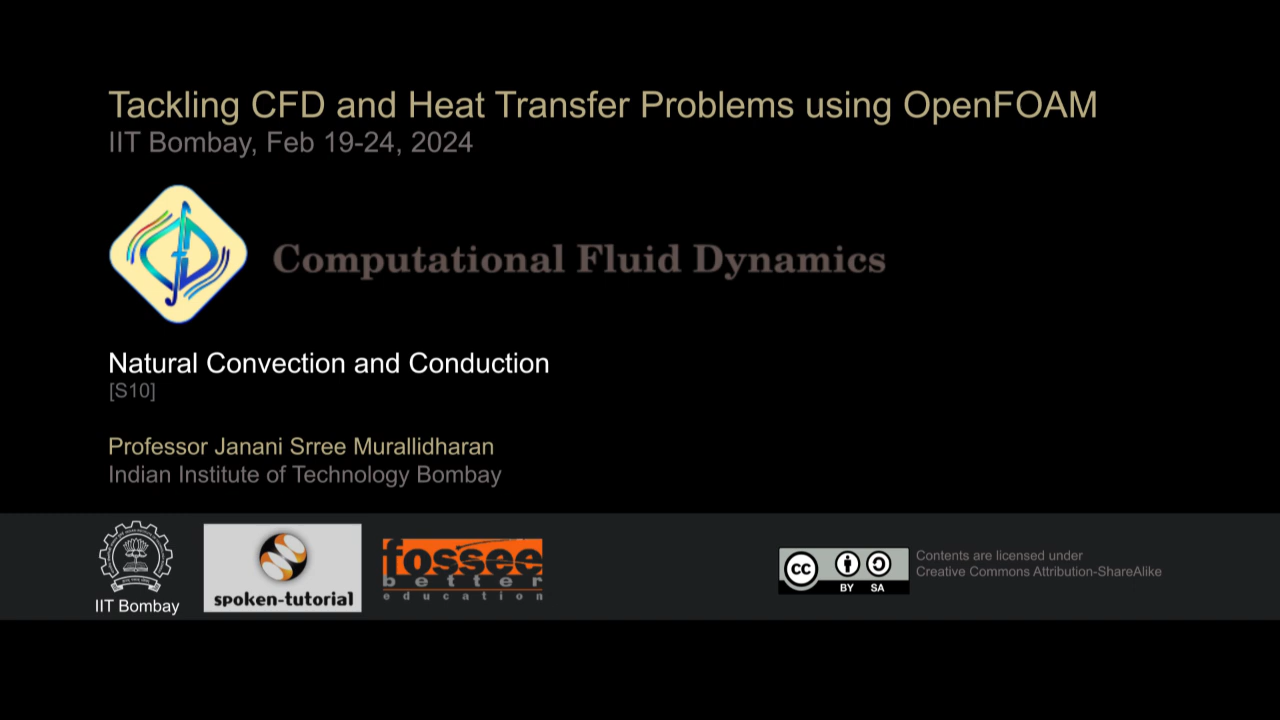 Tackling CFD and Heat Transfer Problems using OpenFOAM
IIT Bombay, Feb 19-24, 2024
CfD
Computational Fluid Dynamics
Natural Convection and Conduction
[S10]
Professor Janani Srree Murallidharan
Indian Institute of Technology Bombay
IIT Bombay
spoken-tutorial
fossee
better
education
cc
BY SA
Contents are licensed under
Creative Commons Attribution-ShareAlike